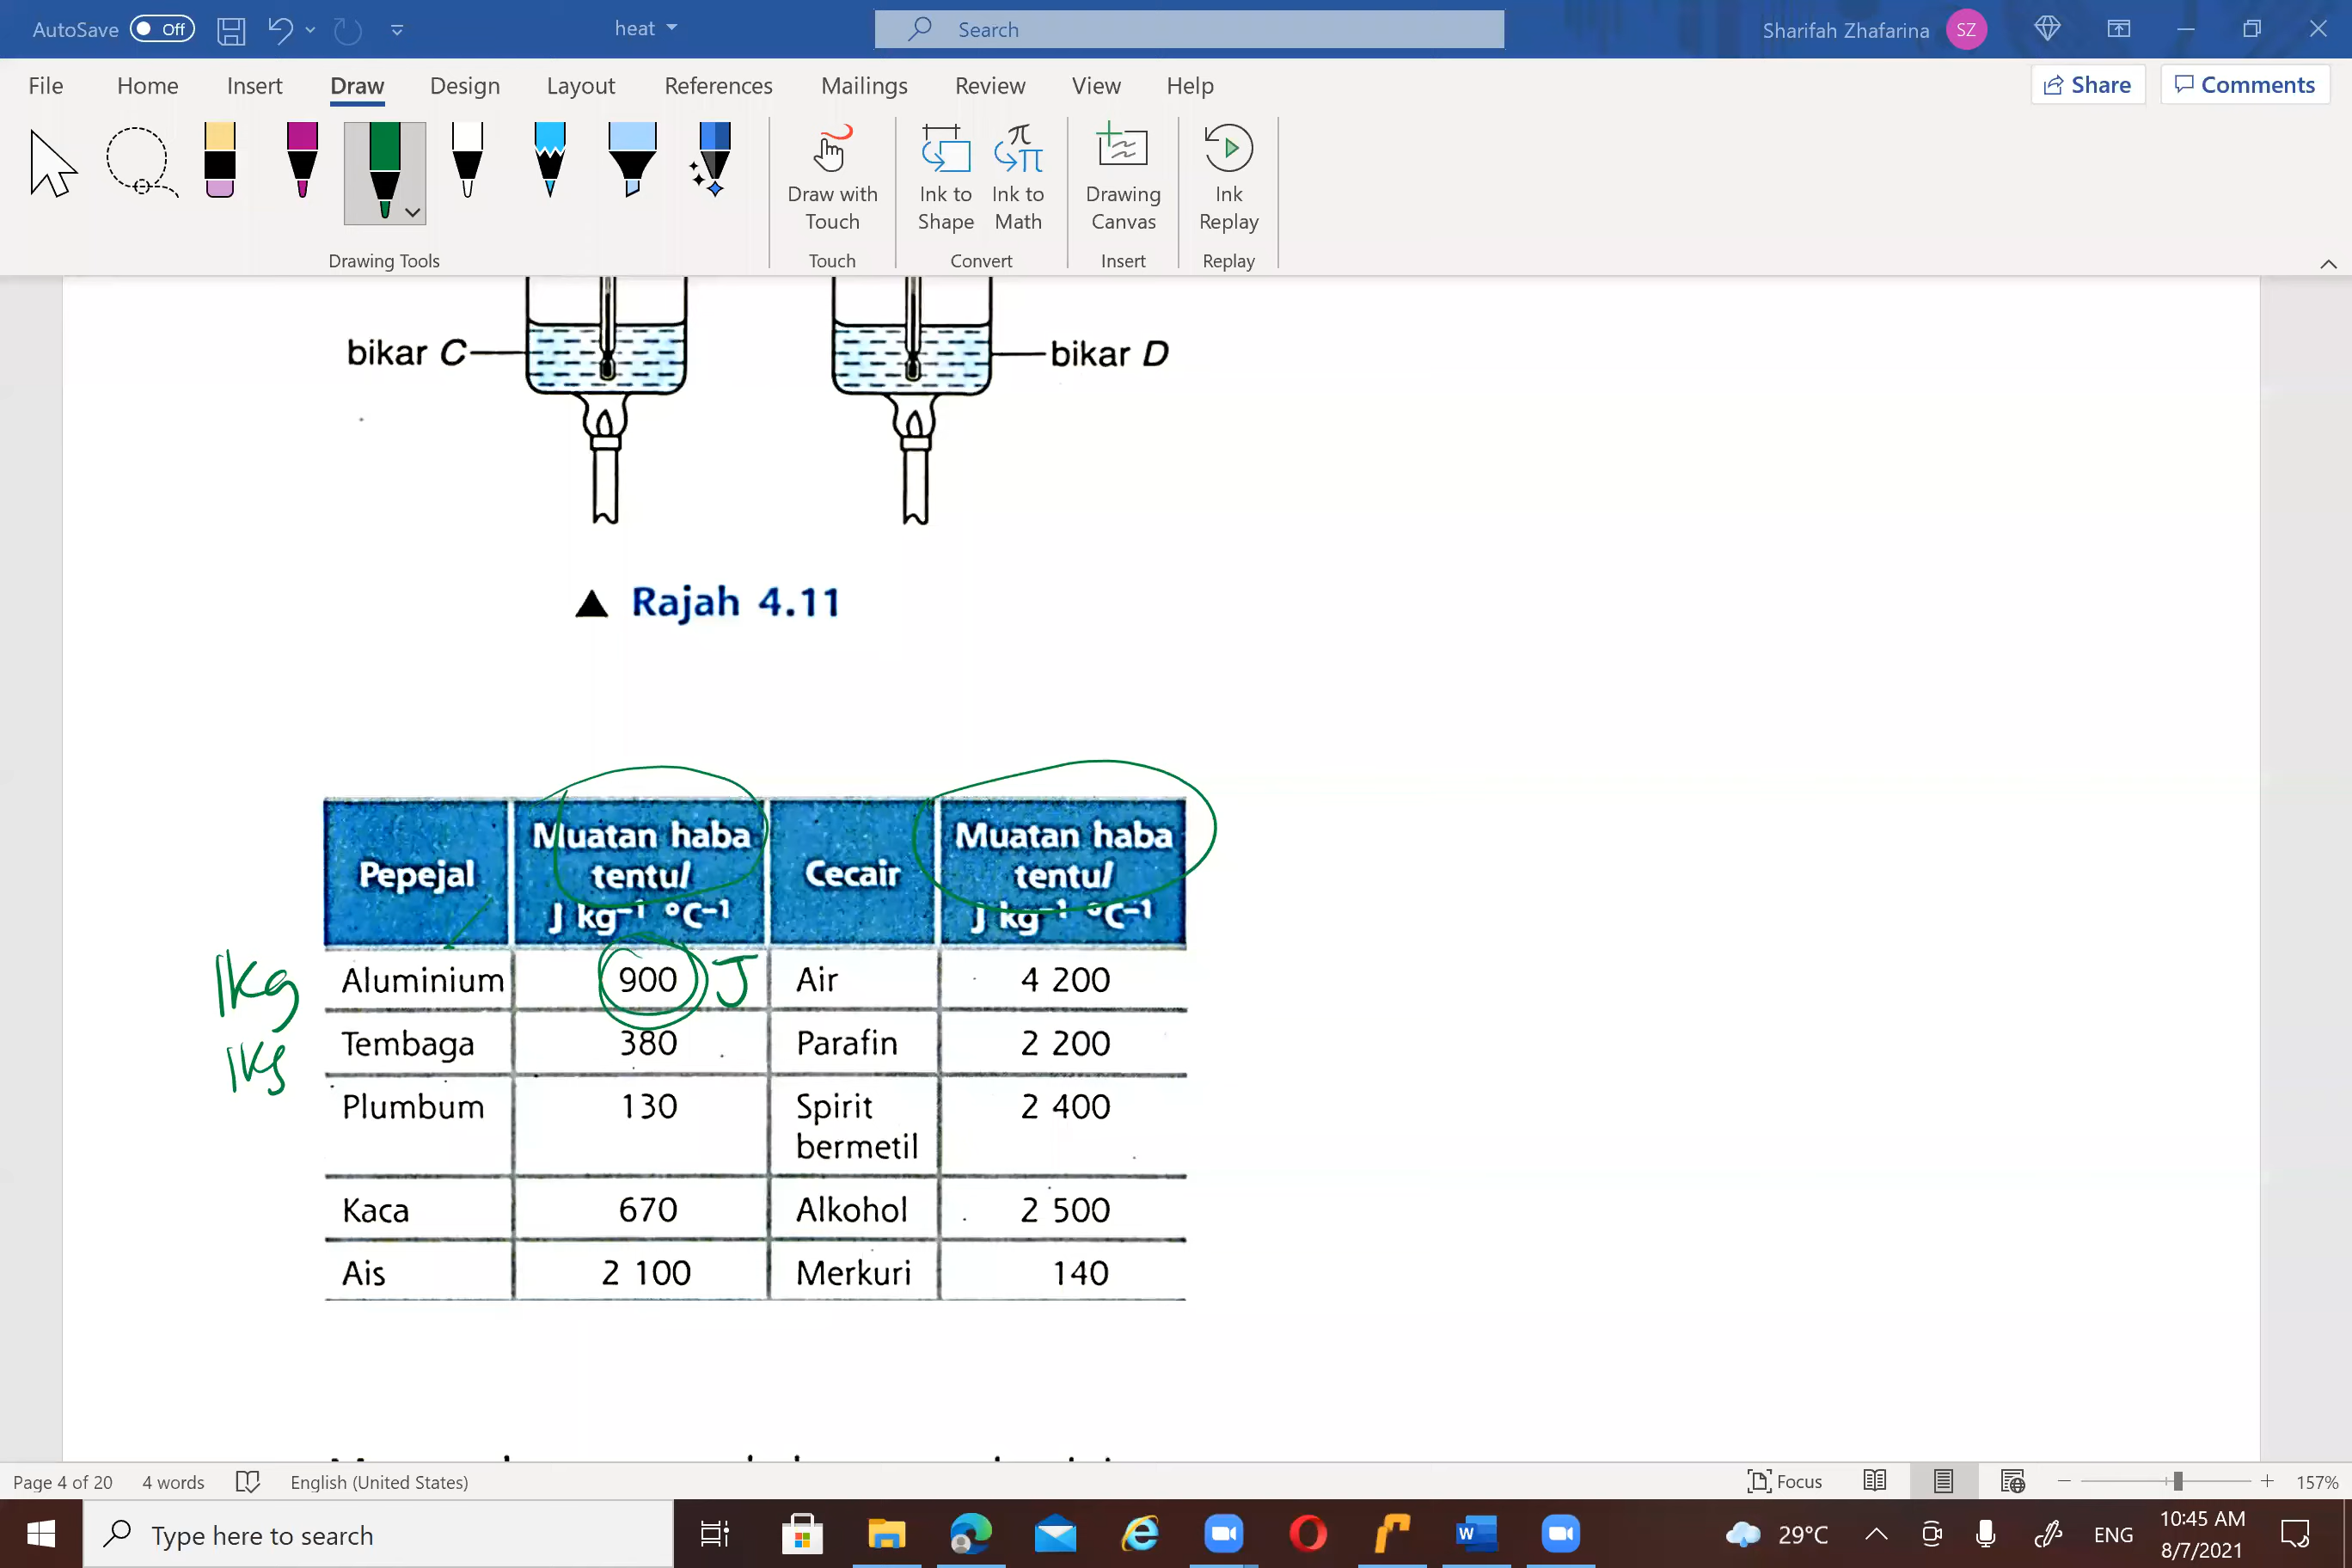 AutoSave Off heat Search Sharifah Zhafarina SZ
File Home Insert Draw Design Layout References Mailings Review View Help Share Comments
Draw with Touch Ink to Shape Ink to Math Drawing Canvas Ink Replay
Drawing Tools Touch Convert Insert Replay
bikar C bikar D
▲ Rajah 4.11
Pepejal Muatan haba tentu/ J kg⁻¹ °C⁻¹ Cecair Muatan haba tentu/ J kg⁻¹ °C⁻¹
1kg Aluminium 900 J Air 4 200
1kg Tembaga 380 Parafin 2 200
Plumbum 130 Spirit bermetil 2 400
Kaca 670 Alkohol 2 500
Ais 2 100 Merkuri 140
Page 4 of 20 4 words English (United States) Focus 157%
Type here to search 29°C ENG 10:45 AM
8/7/2021